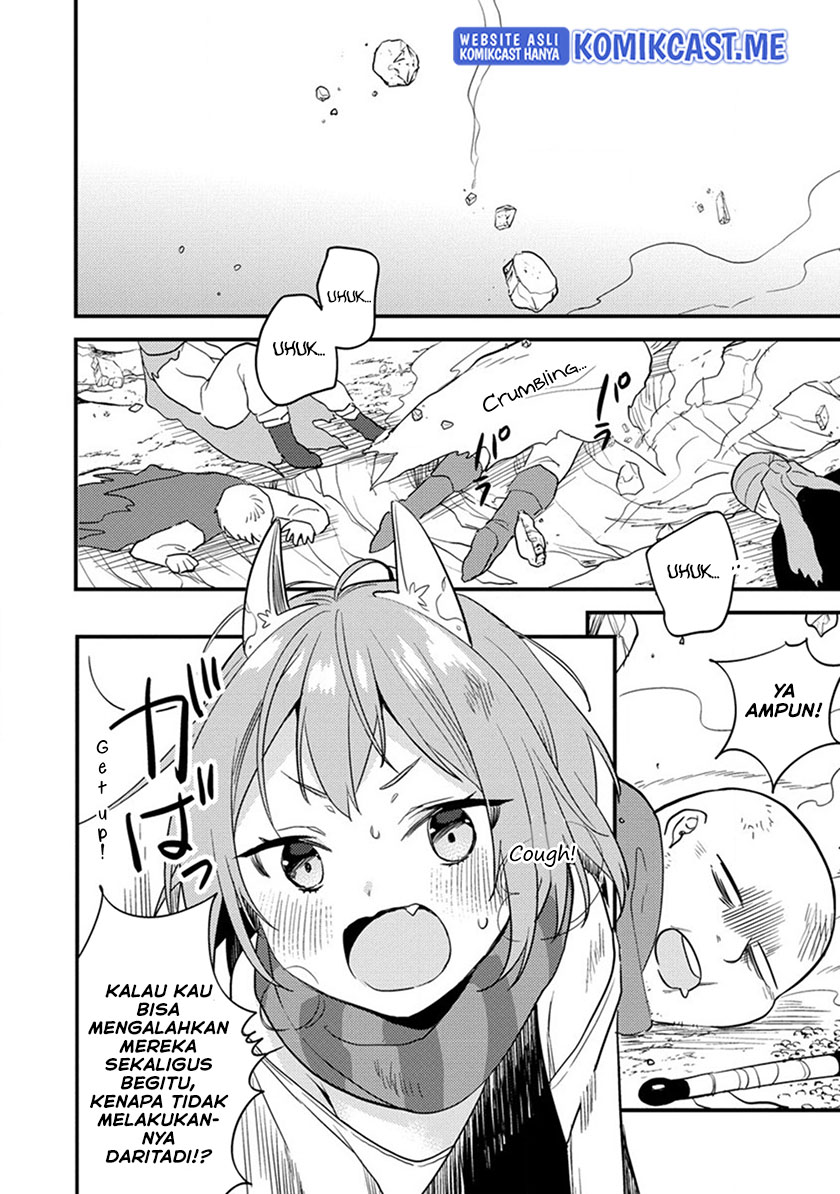 WEBSITE ASLI
KOMIKCAST HANYA
KOMIKCAST.ME
UHUK...
UHUK...
Crumbling...
パラ
パラ
UHUK...
YA
AMPUN!
ガばっ
Get up!
Cough!
KALAU KAU
BISA
MENGALAHKAN
MEREKA
SEKALIGUS
BEGITU,
KENAPA TIDAK
MELAKUKAN-
NYA
DARITADI!?